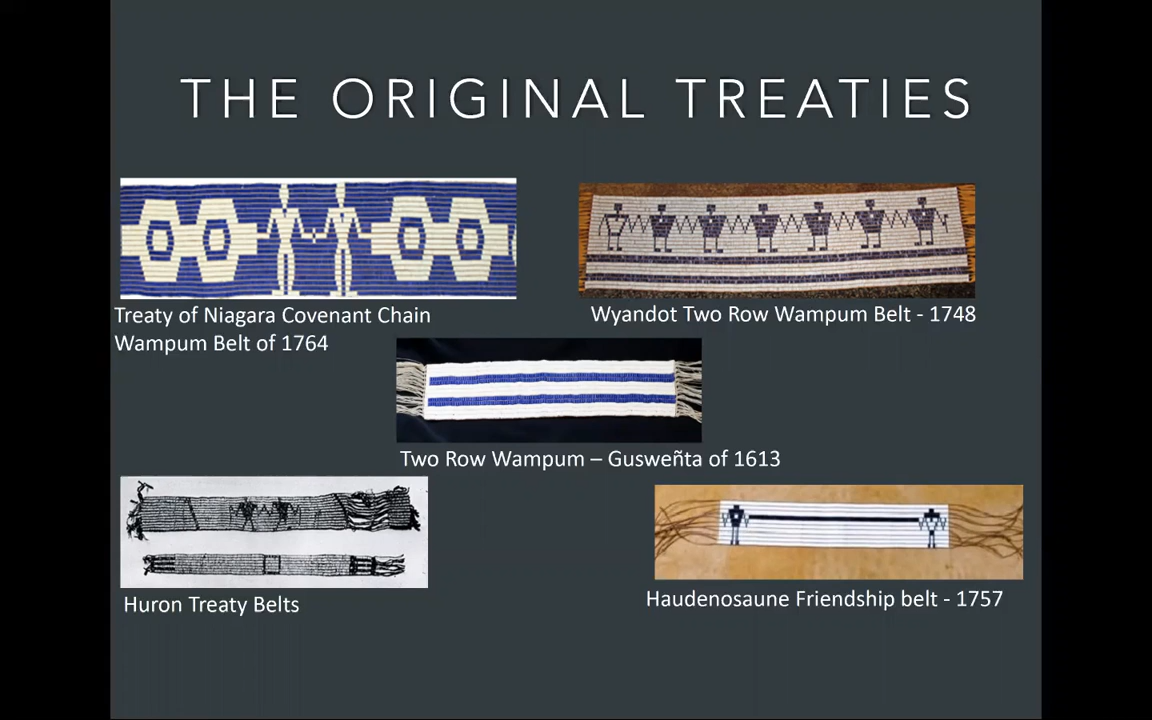 THE ORIGINAL TREATIES
Treaty of Niagara Covenant Chain
Wampum Belt of 1764
Wyandot Two Row Wampum Belt - 1748
Two Row Wampum – Gusweñta of 1613
Huron Treaty Belts
Haudenosaune Friendship belt - 1757